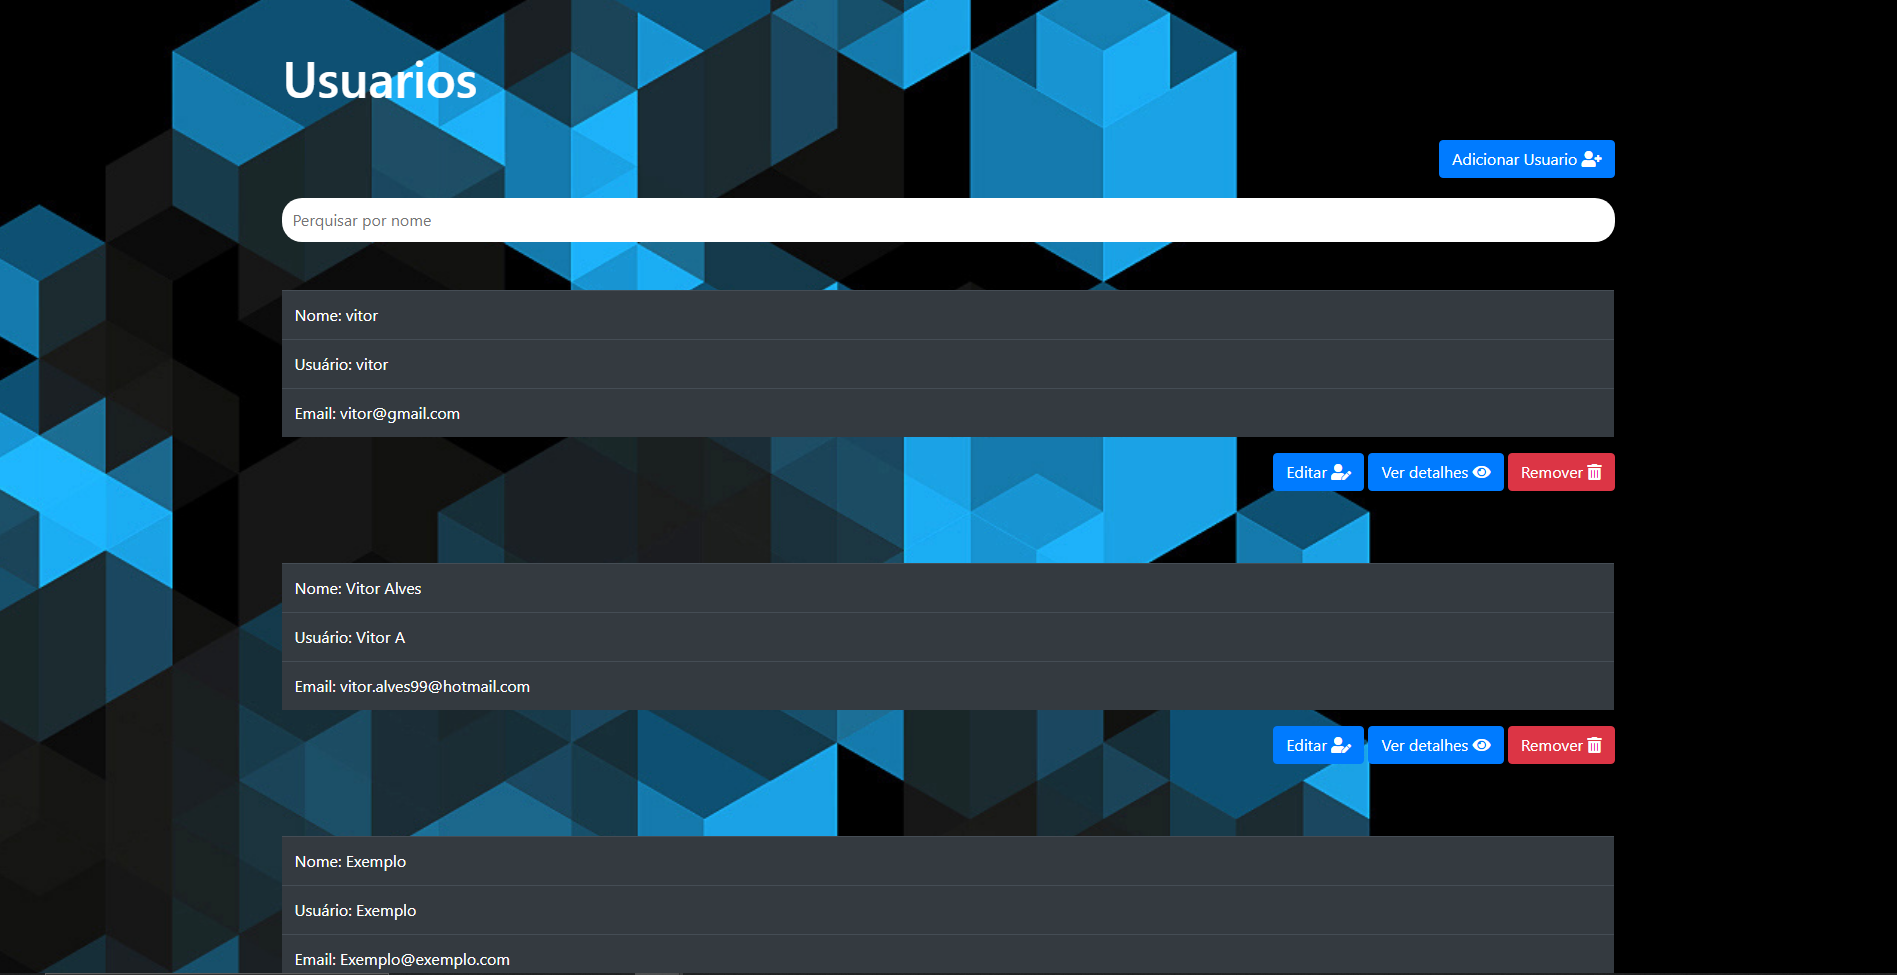 Usuarios
Adicionar Usuario
Perquisar por nome
Nome: vitor
Usuário: vitor
Email: vitor@gmail.com
Editar Ver detalhes Remover
Nome: Vitor Alves
Usuário: Vitor A
Email: vitor.alves99@hotmail.com
Editar Ver detalhes Remover
Nome: Exemplo
Usuário: Exemplo
Email: Exemplo@exemplo.com